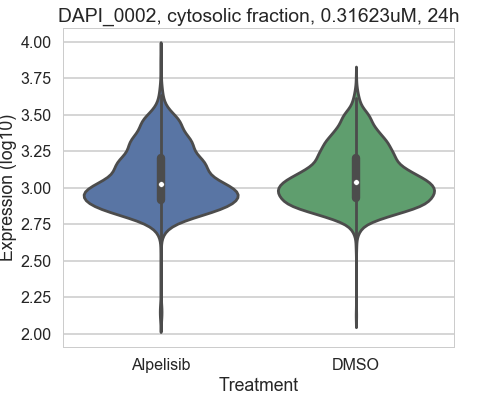 DAPI_0002, cytosolic fraction, 0.31623uM, 24h
Expression (log10)
4.00
3.75
3.50
3.25
3.00
2.75
2.50
2.25
2.00
Alpelisib DMSO
Treatment